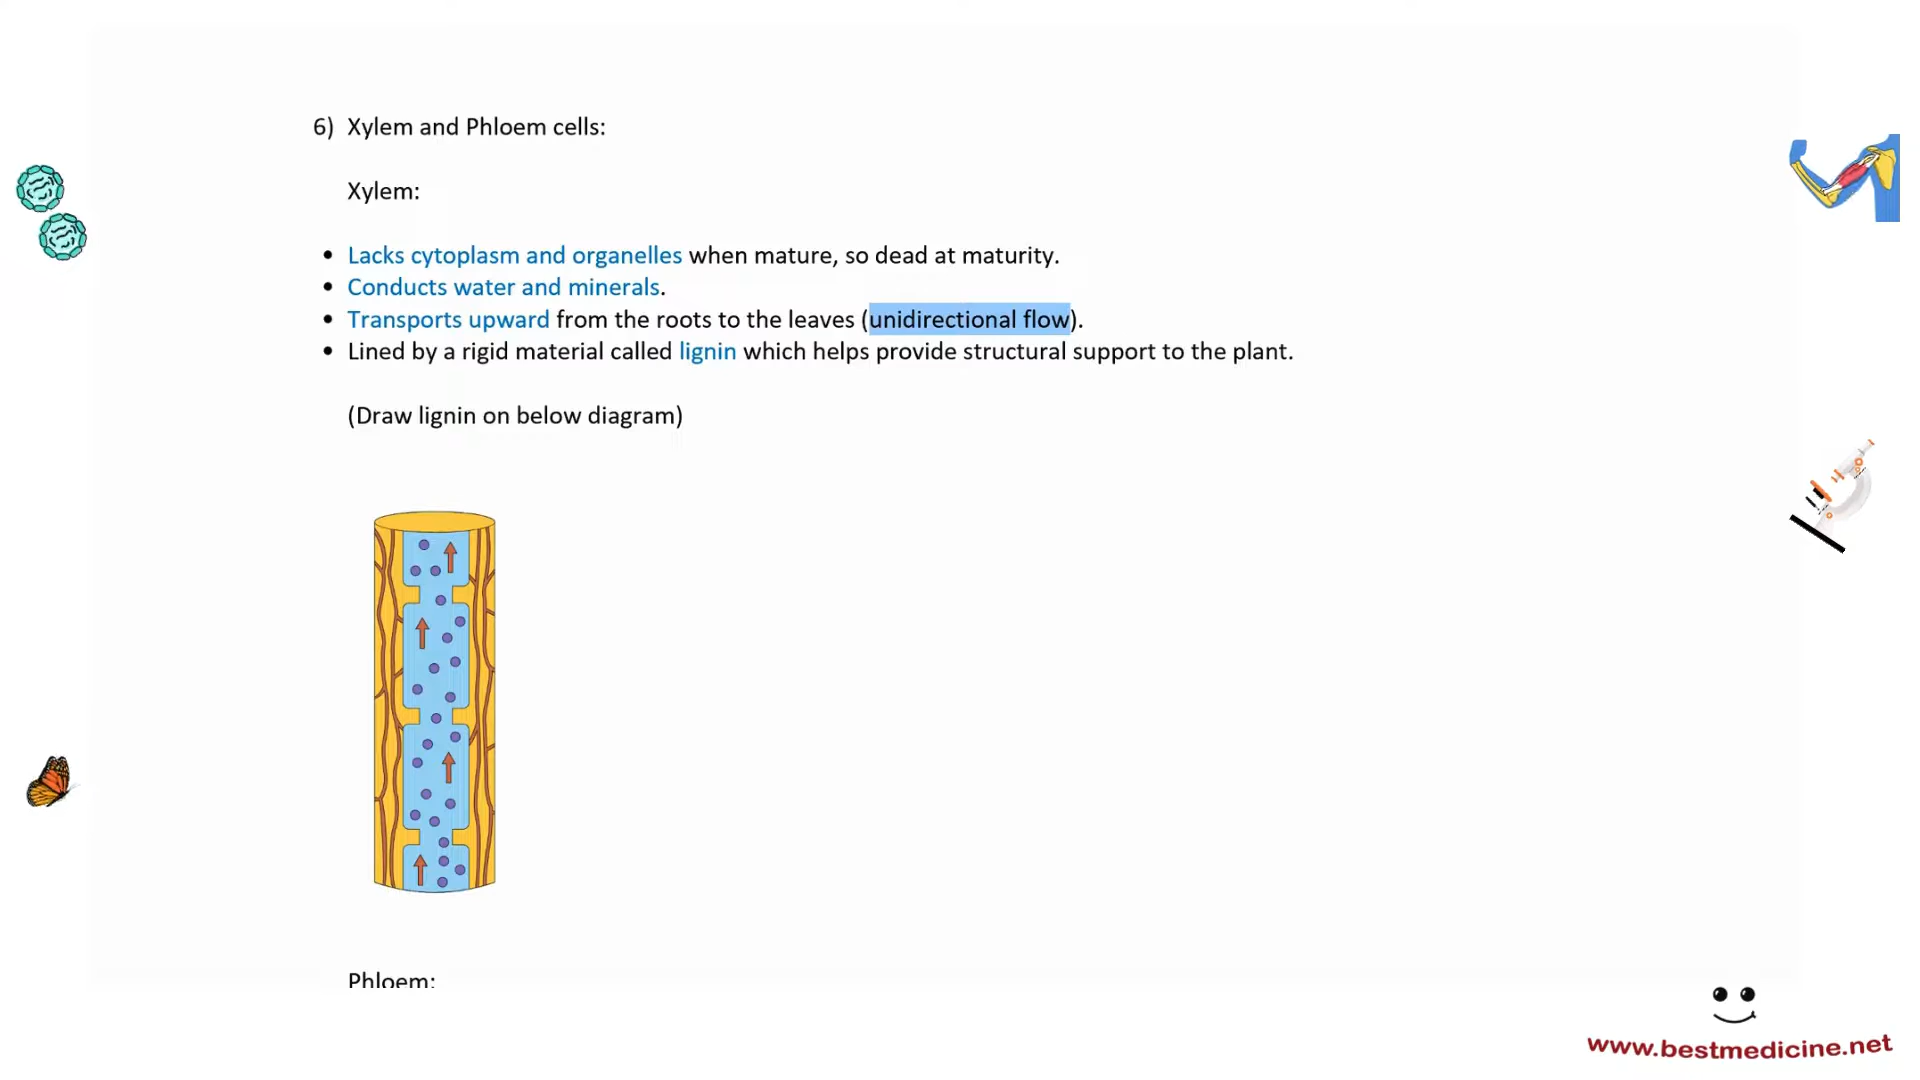 6) Xylem and Phloem cells:
Xylem:
• Lacks cytoplasm and organelles when mature, so dead at maturity.
• Conducts water and minerals.
• Transports upward from the roots to the leaves (unidirectional flow).
• Lined by a rigid material called lignin which helps provide structural support to the plant.
(Draw lignin on below diagram)
Phloem:
www.bestmedicine.net